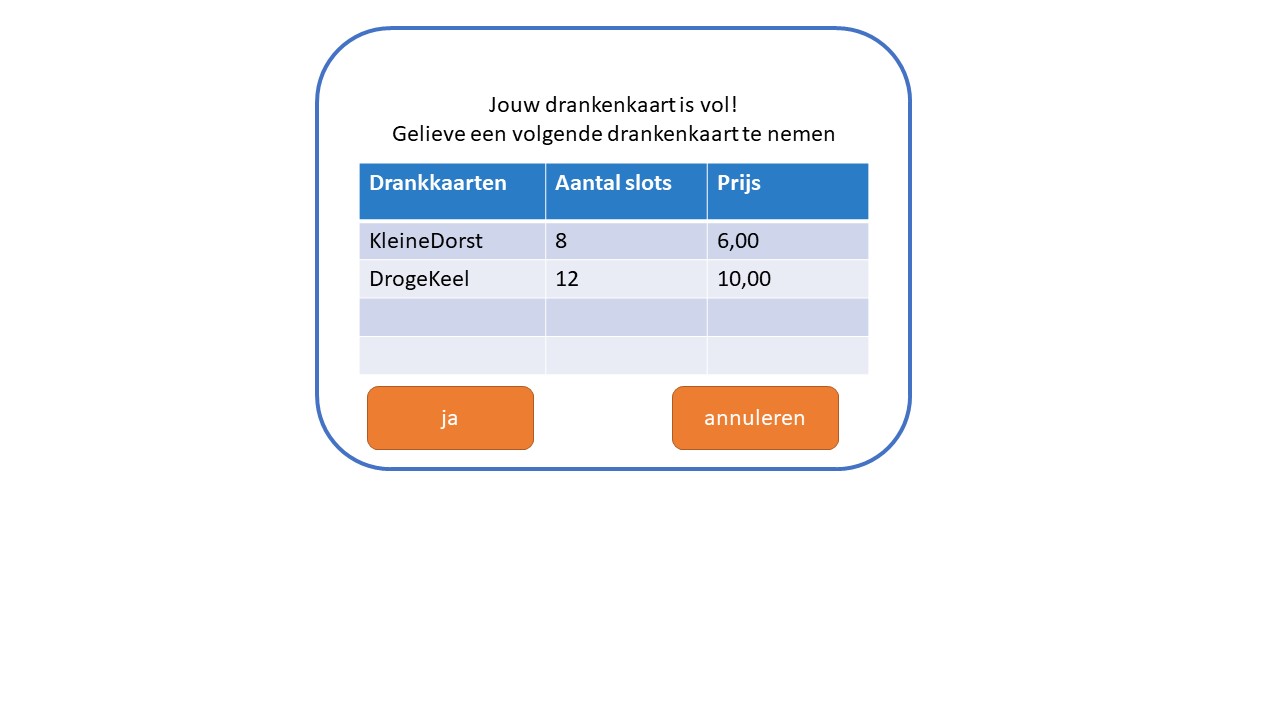 Jouw drankenkaart is vol!
Gelieve een volgende drankenkaart te nemen
Drankkaarten Aantal slots Prijs
KleineDorst 8 6,00
DrogeKeel 12 10,00
ja annuleren